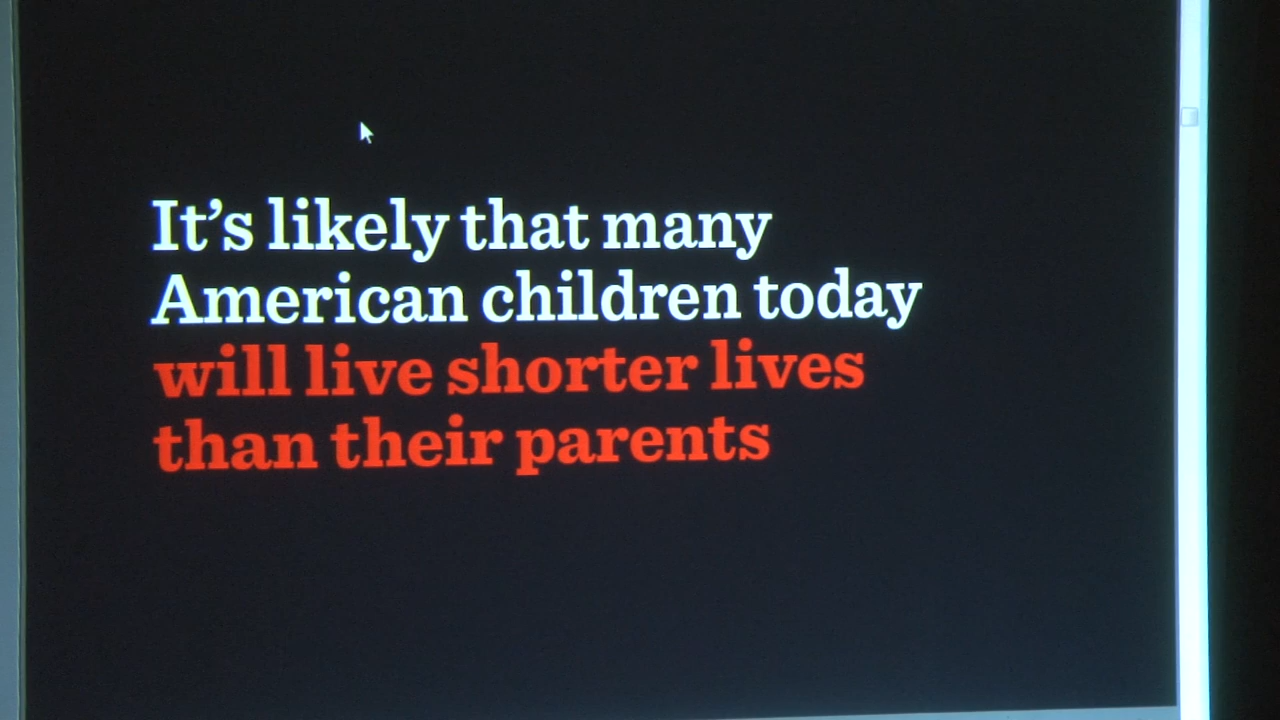 It’s likely that many
American children today
will live shorter lives
than their parents